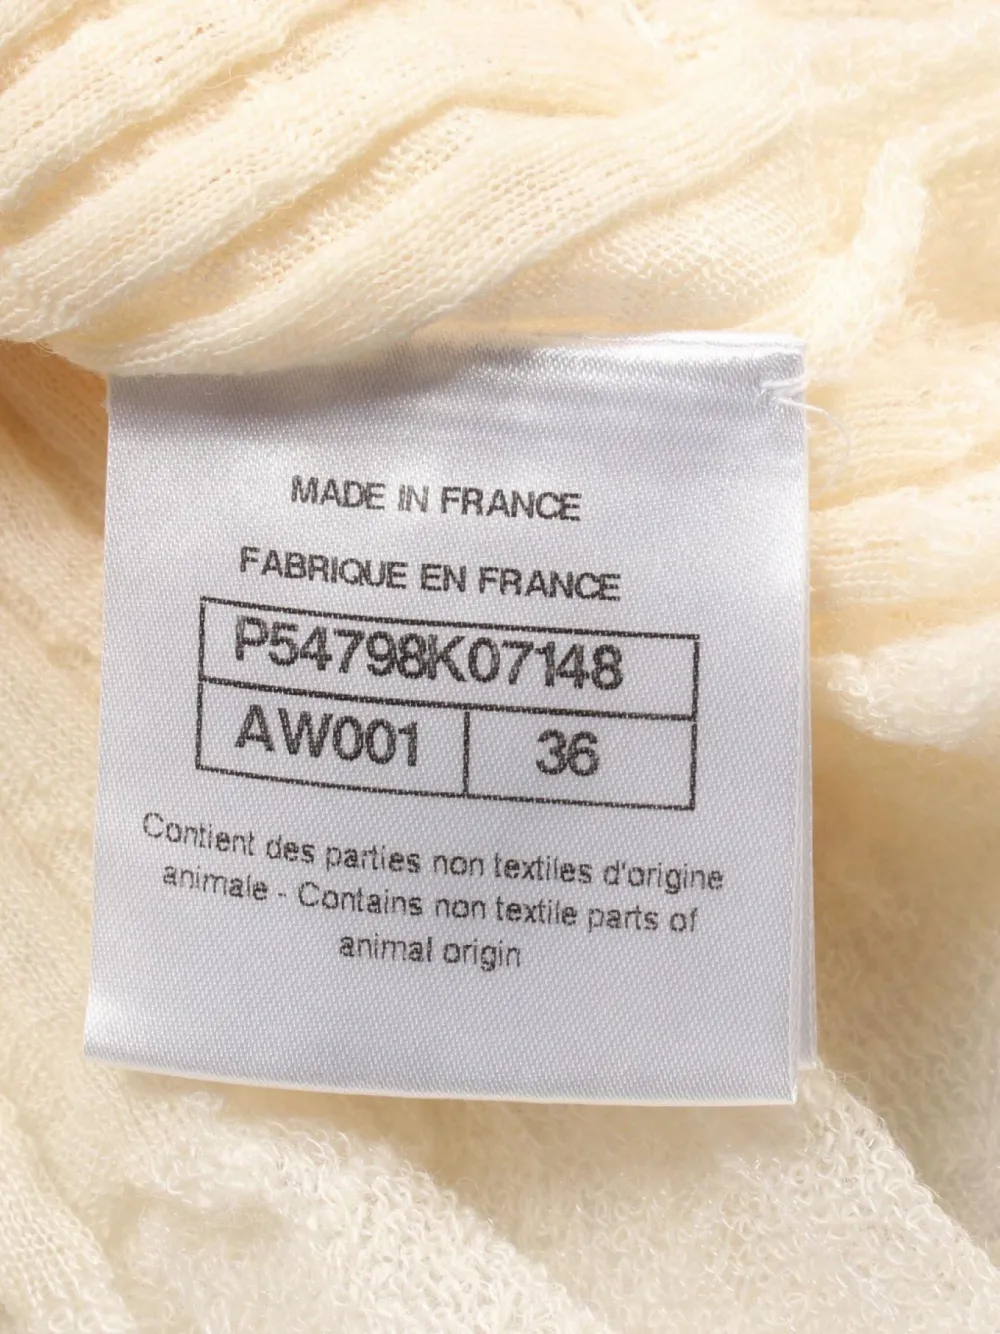 MADE IN FRANCE
FABRIQUE EN FRANCE
P54798K07148
AW001 36
Contient des parties non textiles d'origine
animale - Contains non textile parts of
animal origin